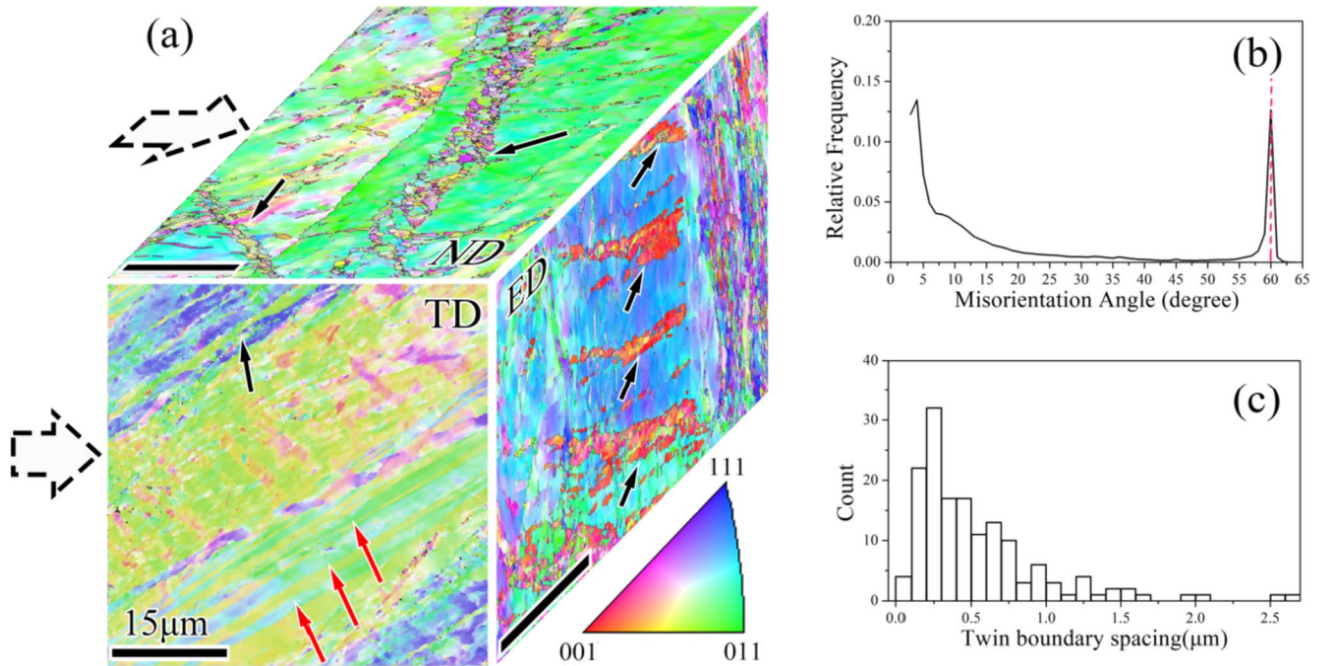 (a)
ND
ED
TD
15μm
111
001
011
(b)
Relative Frequency
0.20
0.15
0.10
0.05
0.00
5 10 15 20 25 30 35 40 45 50 55 60 65
Misorientation Angle (degree)
(c)
Count
40
30
20
10
0
0.0 0.5 1.0 1.5 2.0 2.5
Twin boundary spacing(μm)